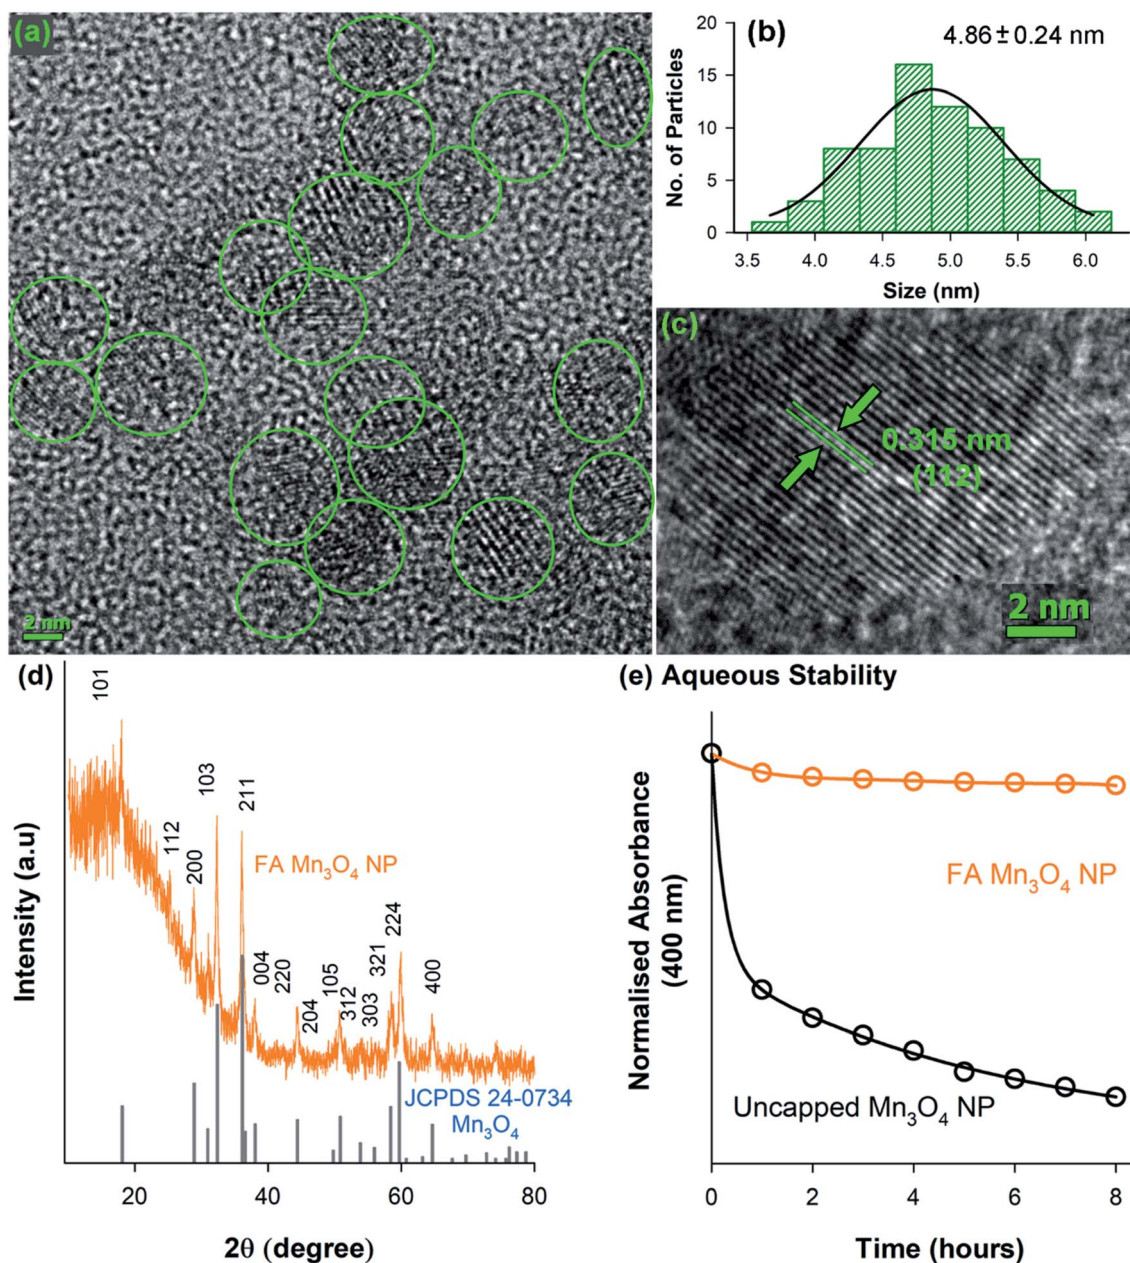 (a)
2 nm
(b)
4.86 ± 0.24 nm
No. of Particles
20
15
10
5
0
3.5 4.0 4.5 5.0 5.5 6.0
Size (nm)
(c)
0.315 nm
(112)
2 nm
(d)
101
112
200
103
211
FA Mn₃O₄ NP
004
220
204
105
312
303
321
224
400
JCPDS 24-0734
Mn₃O₄
Intensity (a.u)
20 40 60 80
2θ (degree)
(e) Aqueous Stability
Normalised Absorbance
(400 nm)
FA Mn₃O₄ NP
Uncapped Mn₃O₄ NP
0 2 4 6 8
Time (hours)